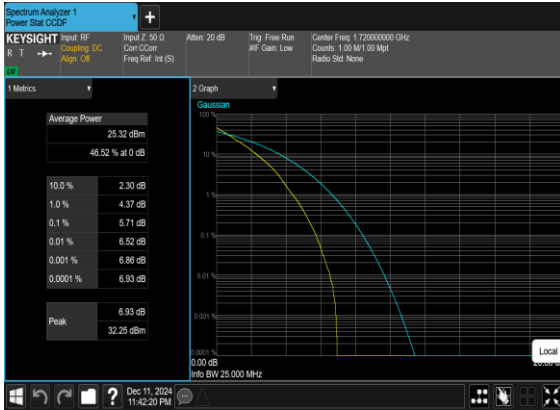 Spectrum Analyzer 1
Power Stat CCDF
KEYSIGHT
R T
Input: RF
Coupling: DC
Align: Off
Input Z: 50 Ω
Corr CCorr
Freq Ref: Int (S)
Atten: 20 dB
Trig: Free Run
#IF Gain: Low
Center Freq: 1.720000000 GHz
Counts: 1.00 M/1.00 Mpt
Radio Std: None
1 Metrics
Average Power
25.32 dBm
46.52 % at 0 dB
10.0 % 2.30 dB
1.0 % 4.37 dB
0.1 % 5.71 dB
0.01 % 6.52 dB
0.001 % 6.86 dB
0.0001 % 6.93 dB
Peak
6.93 dB
32.25 dBm
2 Graph
Gaussian
100 %
10 %
1 %
0.1 %
0.01 %
0.001 %
0.0001 %
0.00 dB
Info BW 25.000 MHz
Local
Dec 11, 2024
11:42:20 PM